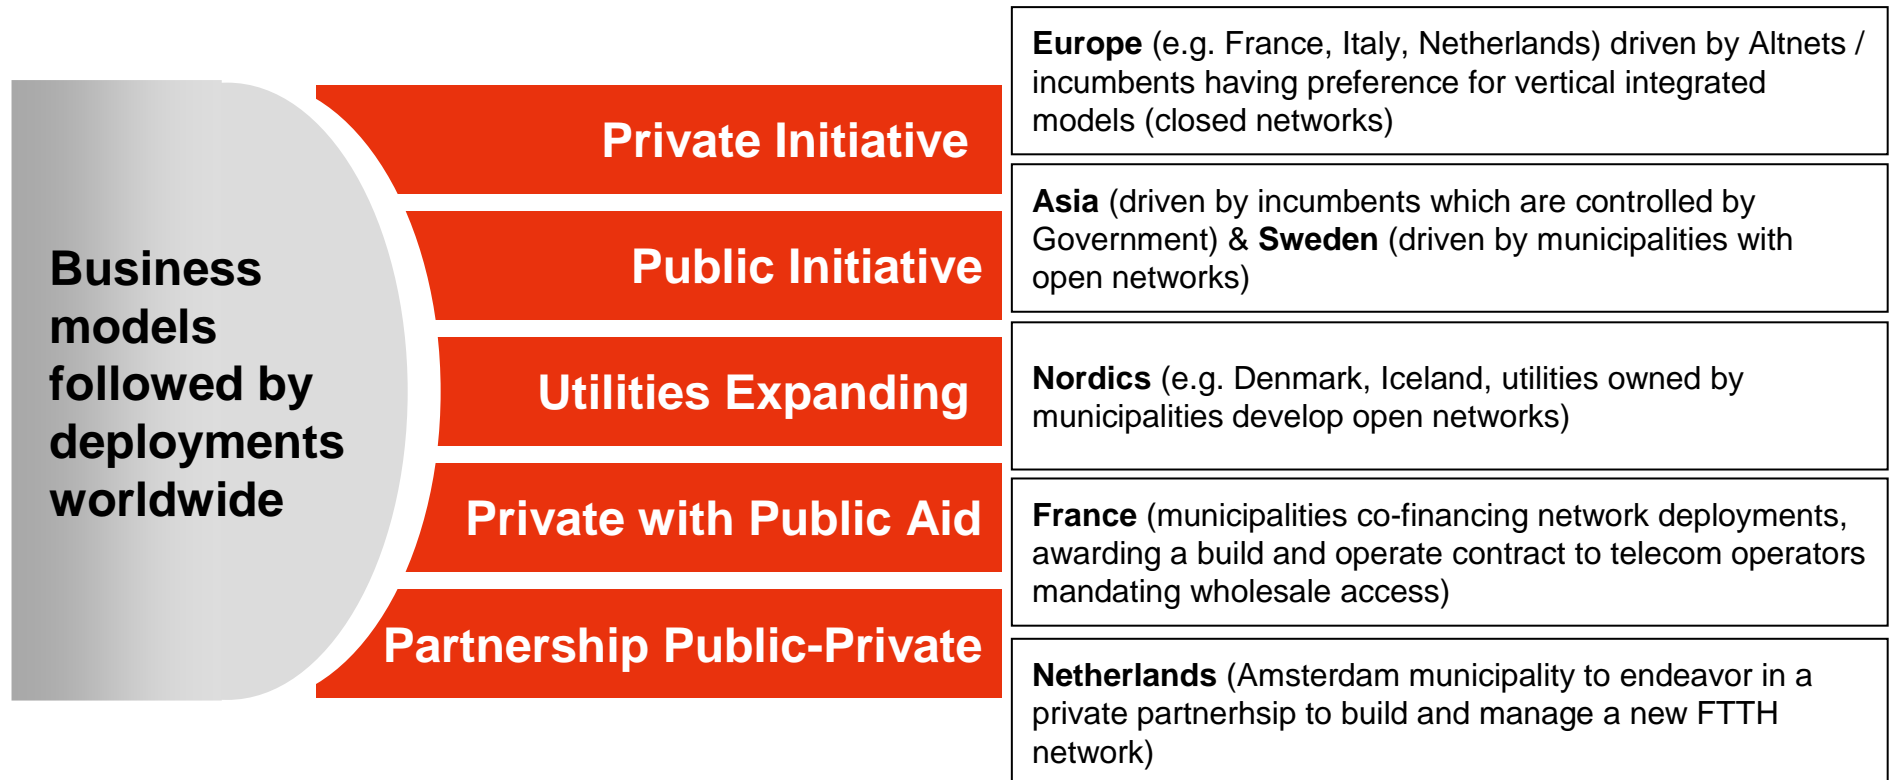 Business
models
followed by
deployments
worldwide
Private Initiative
Europe (e.g. France, Italy, Netherlands) driven by Altnets /
incumbents having preference for vertical integrated
models (closed networks)
Public Initiative
Asia (driven by incumbents which are controlled by
Government) & Sweden (driven by municipalities with
open networks)
Utilities Expanding
Nordics (e.g. Denmark, Iceland, utilities owned by
municipalities develop open networks)
Private with Public Aid
France (municipalities co-financing network deployments,
awarding a build and operate contract to telecom operators
mandating wholesale access)
Partnership Public-Private
Netherlands (Amsterdam municipality to endeavor in a
private partnerhsip to build and manage a new FTTH
network)